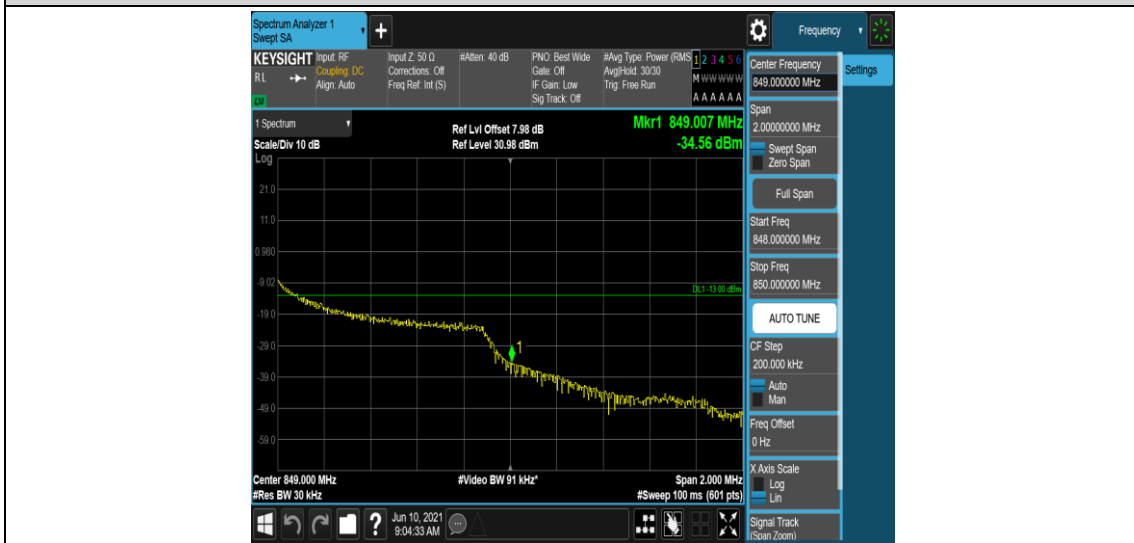 Spectrum Analyzer 1
Swept SA
+
Frequency
KEYSIGHT
RL
LXI
Input: RF
Coupling: DC
Align: Auto
Input Z: 50 Ω
Corrections: Off
Freq Ref: Int (S)
#Atten: 40 dB
PNO: Best Wide
Gate: Off
IF Gain: Low
Sig Track: Off
#Avg Type: Power (RMS
Avg|Hold: 30/30
Trig: Free Run
1 2 3 4 5 6
M W W W W W
A A A A A A
1 Spectrum
Scale/Div 10 dB
Ref Lvl Offset 7.98 dB
Ref Level 30.98 dBm
Mkr1 849.007 MHz
-34.56 dBm
Log
21.0
11.0
0.980
-9.02
-19.0
-29.0
-39.0
-49.0
-59.0
DL1 -13.00 dBm
1
Center 849.000 MHz
#Video BW 91 kHz*
Span 2.000 MHz
#Res BW 30 kHz
#Sweep 100 ms (601 pts)
?
Jun 10, 2021
9:04:33 AM
Center Frequency
849.000000 MHz
Settings
Span
2.00000000 MHz
Swept Span
Zero Span
Full Span
Start Freq
848.000000 MHz
Stop Freq
850.000000 MHz
AUTO TUNE
CF Step
200.000 kHz
Auto
Man
Freq Offset
0 Hz
X Axis Scale
Log
Lin
Signal Track
(Span Zoom)